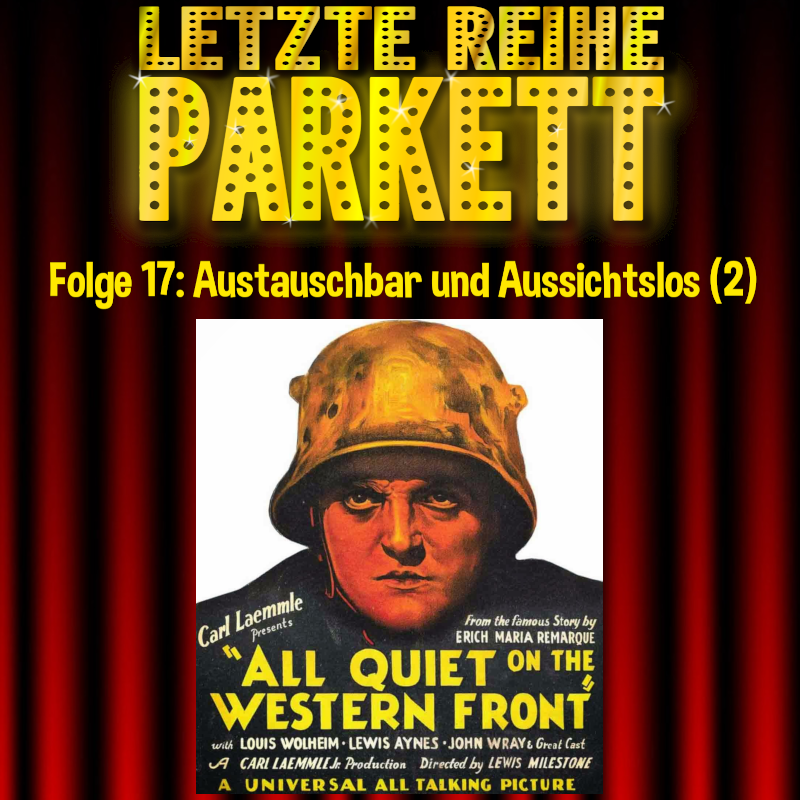 LETZTE REIHE
PARKETT
Folge 17: Austauschbar und Aussichtslos (2)
Carl Laemmle
Presents
From the famous Story by
ERICH MARIA REMARQUE
"ALL QUIET ON THE
WESTERN FRONT"
with LOUIS WOLHEIM · LEWIS AYNES · JOHN WRAY & Great Cast
A CARL LAEMMLE Jr. Production Directed by LEWIS MILESTONE
A UNIVERSAL ALL TALKING PICTURE